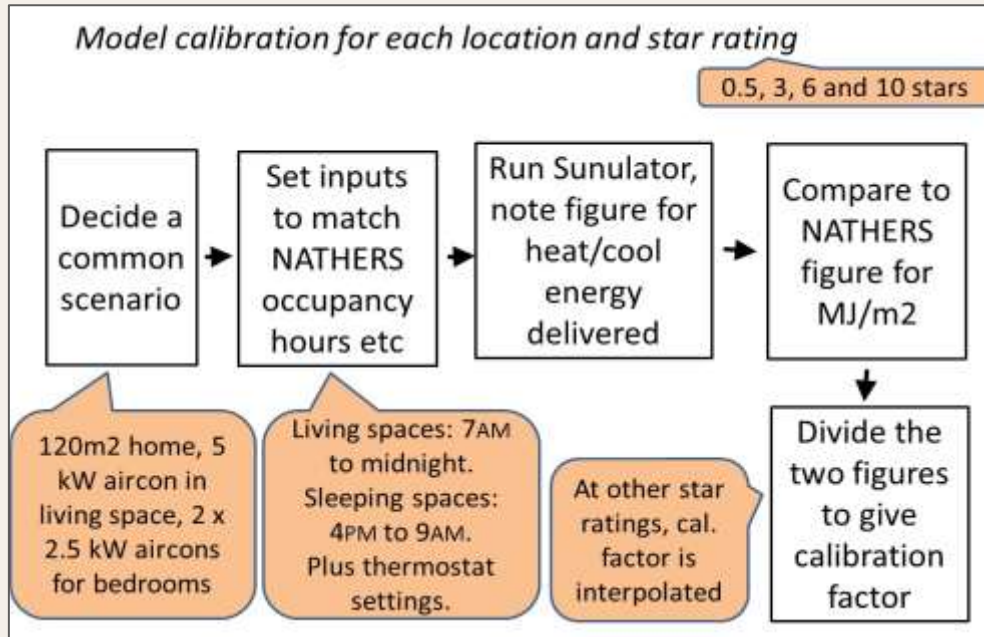 Model calibration for each location and star rating
0.5, 3, 6 and 10 stars
Decide a
common
scenario
Set inputs
to match
NATHERS
occupancy
hours etc
Run Sunulator,
note figure for
heat/cool
energy
delivered
Compare to
NATHERS
figure for
MJ/m2
120m2 home, 5
kW aircon in
living space, 2 x
2.5 kW aircons
for bedrooms
Living spaces: 7AM
to midnight.
Sleeping spaces:
4PM to 9AM.
Plus thermostat
settings.
At other star
ratings, cal.
factor is
interpolated
Divide the
two figures
to give
calibration
factor